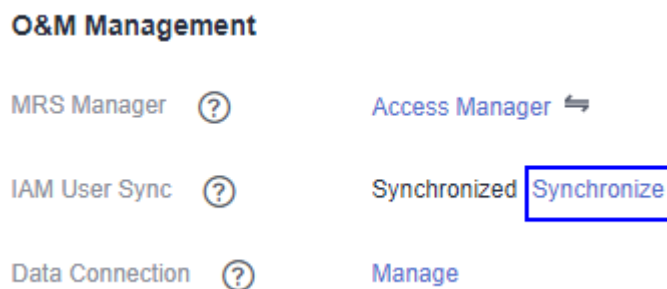 O&M Management
MRS Manager ? Access Manager
IAM User Sync ? Synchronized Synchronize
Data Connection ? Manage